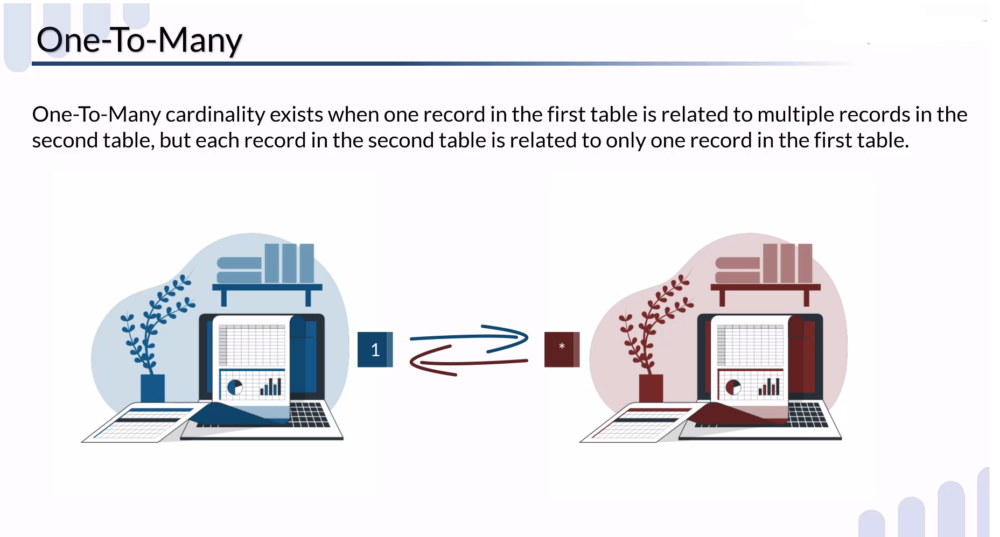 One-To-Many
One-To-Many cardinality exists when one record in the first table is related to multiple records in the
second table, but each record in the second table is related to only one record in the first table.
1
*